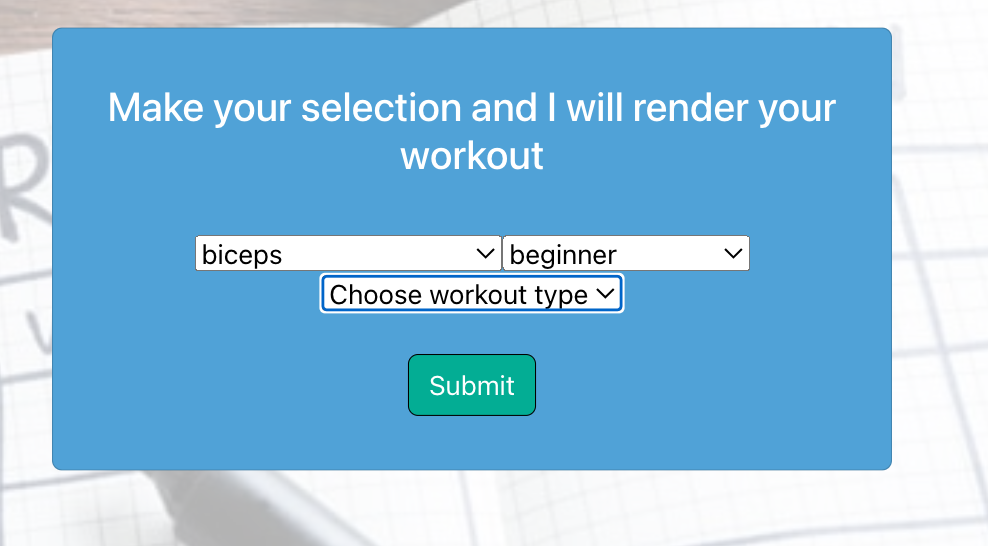 Make your selection and I will render your
workout
biceps
beginner
Choose workout type
Submit
R